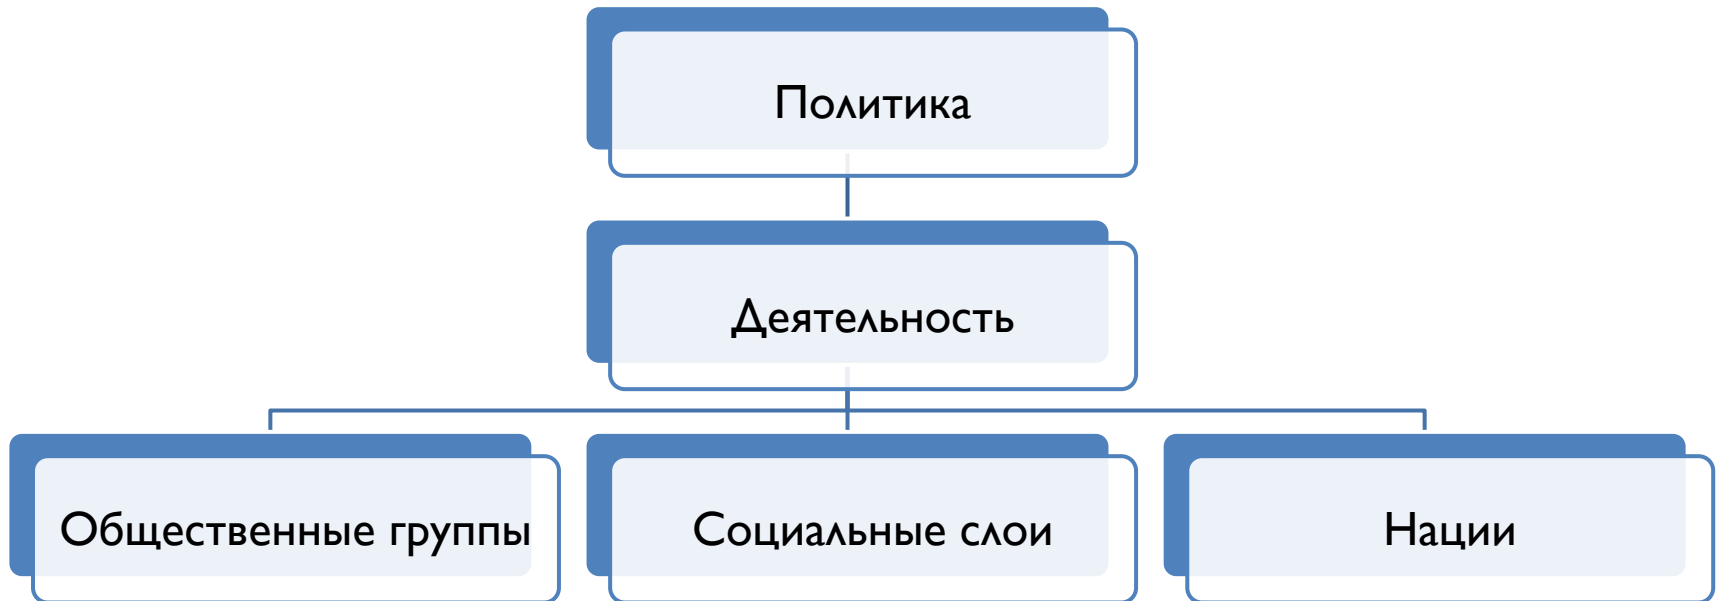 Политика
Деятельность
Общественные группы
Социальные слои
Нации